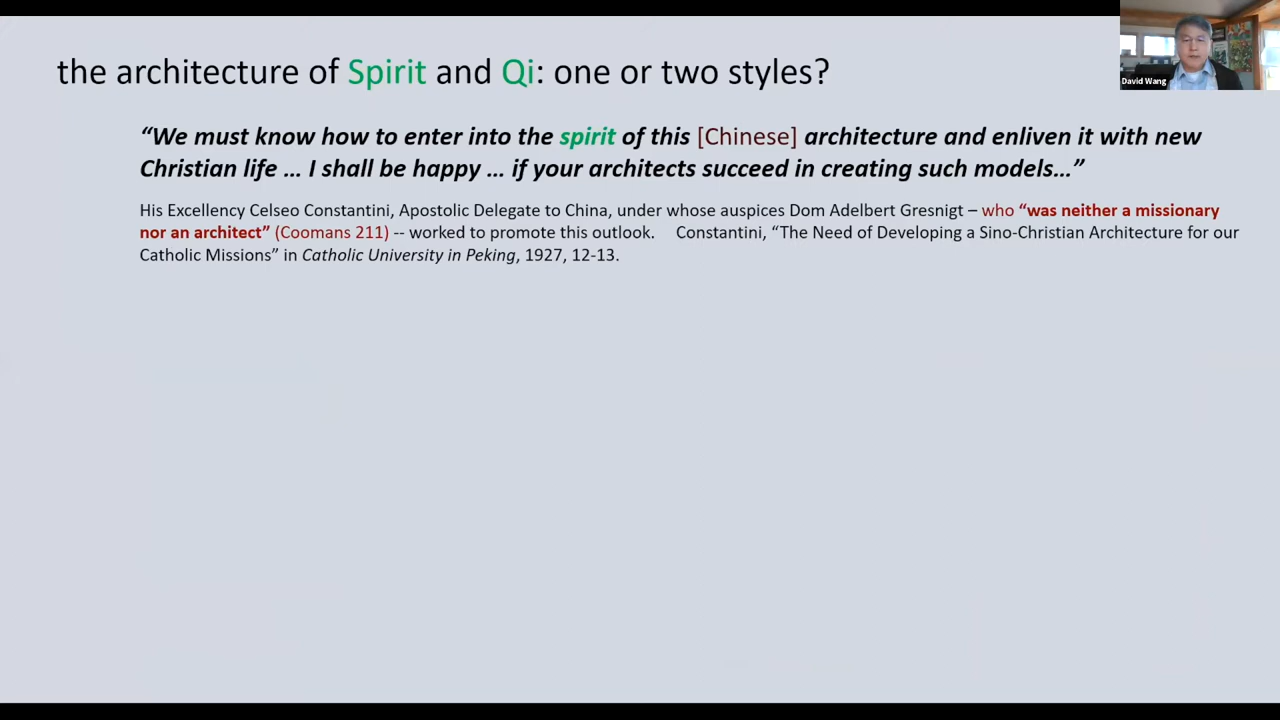 the architecture of Spirit and Qi: one or two styles?
David Wang
“We must know how to enter into the spirit of this [Chinese] architecture and enliven it with new
Christian life … I shall be happy … if your architects succeed in creating such models…”
His Excellency Celseo Constantini, Apostolic Delegate to China, under whose auspices Dom Adelbert Gresnigt – who “was neither a missionary
nor an architect” (Coomans 211) -- worked to promote this outlook. Constantini, “The Need of Developing a Sino-Christian Architecture for our
Catholic Missions” in Catholic University in Peking, 1927, 12-13.